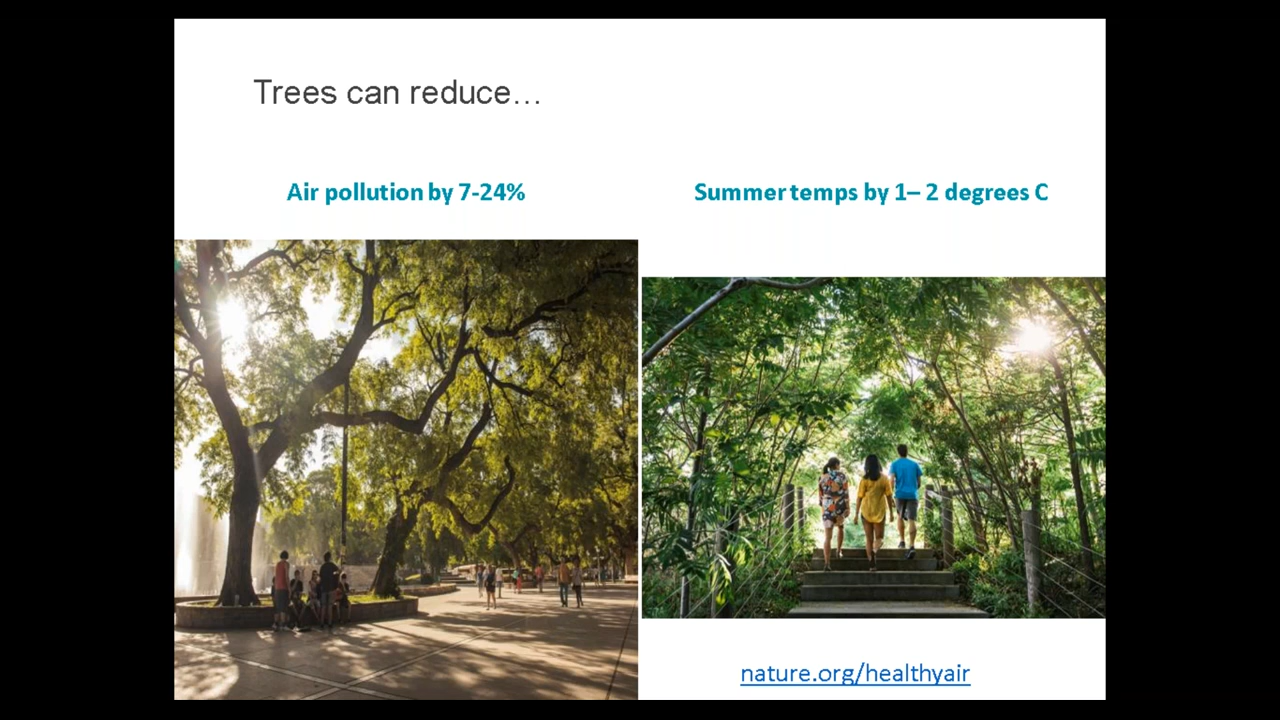 Trees can reduce…
Air pollution by 7-24%
Summer temps by 1– 2 degrees C
nature.org/healthyair